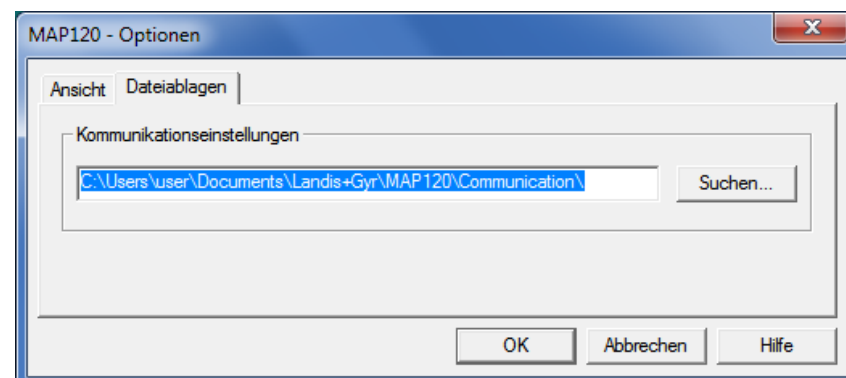 MAP120 - Optionen
Ansicht Dateiablagen
Kommunikationseinstellungen
C:\Users\user\Documents\Landis+Gyr\MAP120\Communication\ Suchen...
OK Abbrechen Hilfe